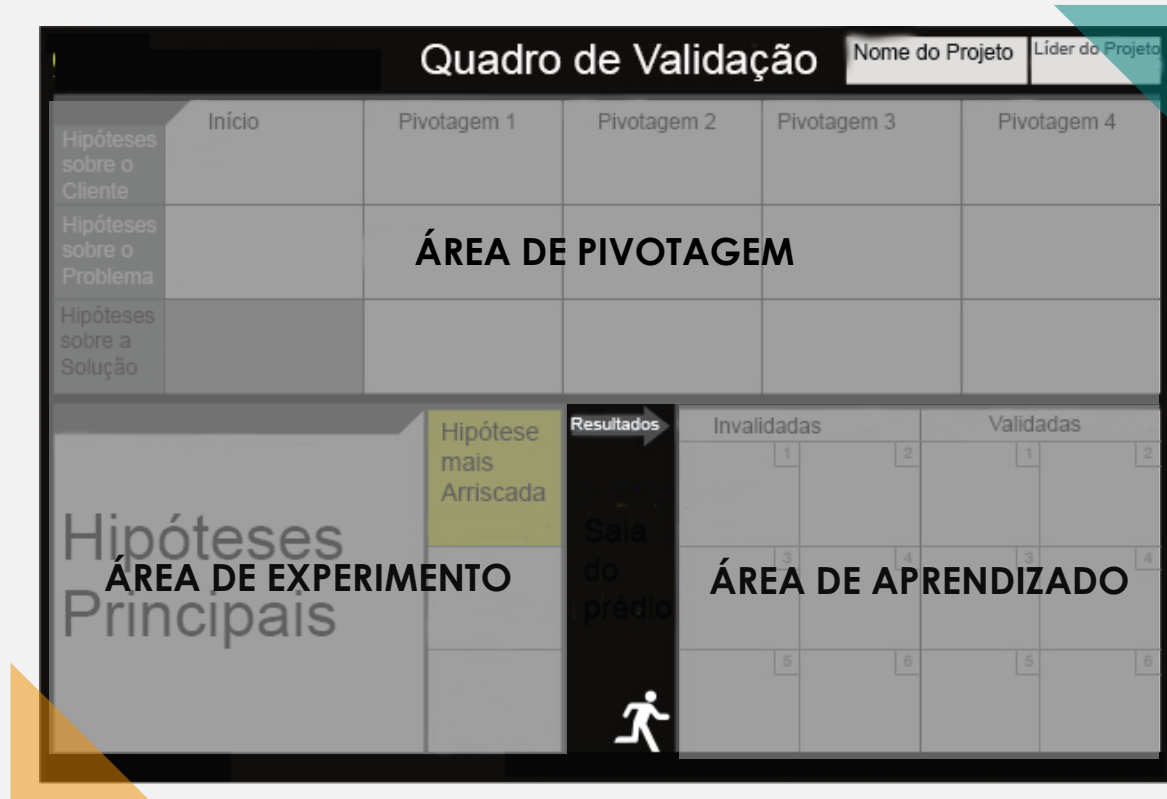 Quadro de Validação
Nome do Projeto
Líder do Projeto
Início
Pivotagem 1
Pivotagem 2
Pivotagem 3
Pivotagem 4
Hipóteses
sobre o
Cliente
Hipóteses
sobre o
Problema
ÁREA DE PIVOTAGEM
Hipóteses
sobre a
Solução
Hipótese
mais
Arriscada
Resultados
Invalidadas
Validadas
1
2
1
2
Hipóteses
Principais
ÁREA DE EXPERIMENTO
Saia
do
prédio
ÁREA DE APRENDIZADO
3
4
3
4
5
6
5
6